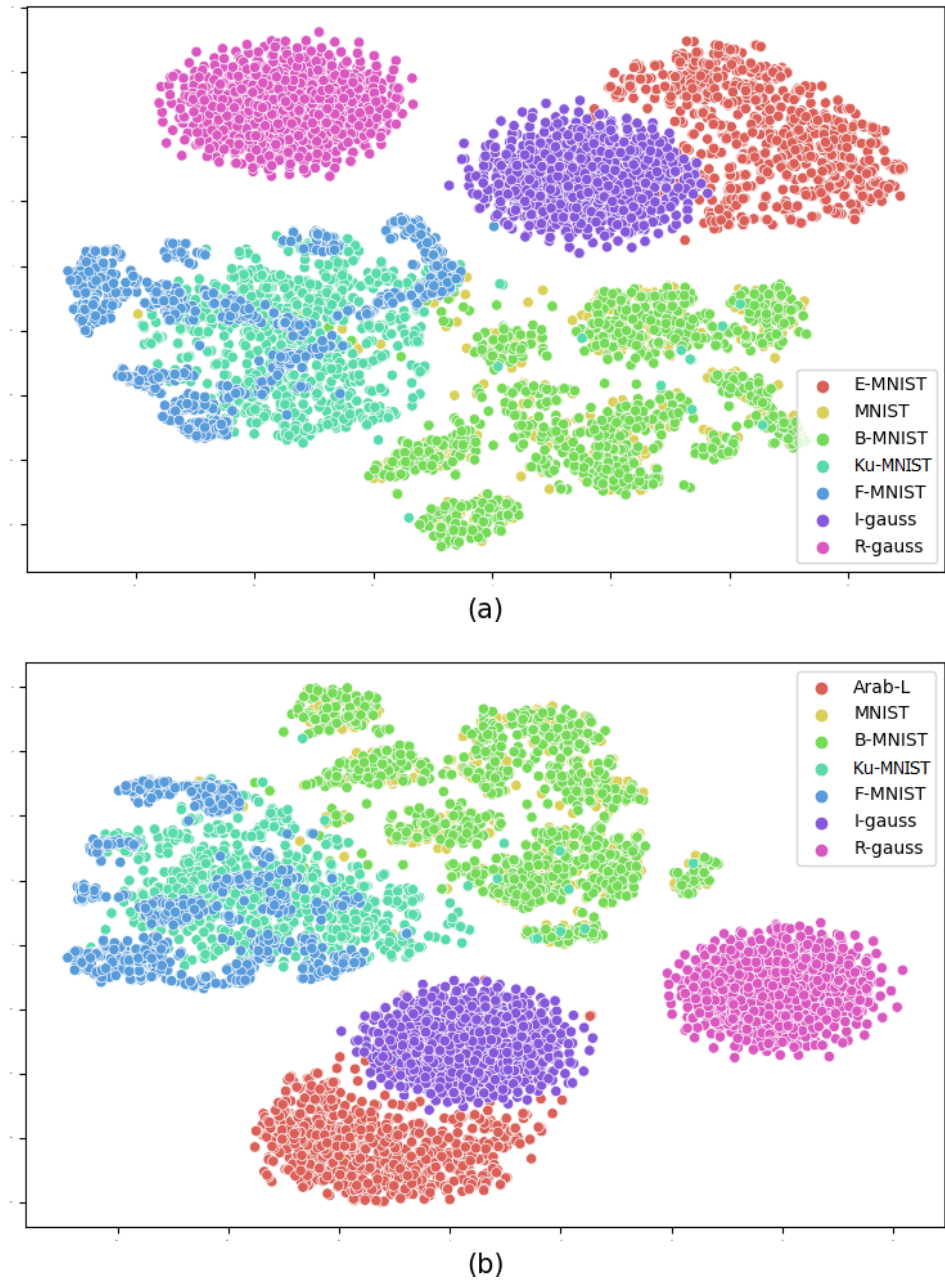 E-MNIST
MNIST
B-MNIST
Ku-MNIST
F-MNIST
I-gauss
R-gauss
(a)
Arab-L
MNIST
B-MNIST
Ku-MNIST
F-MNIST
I-gauss
R-gauss
(b)